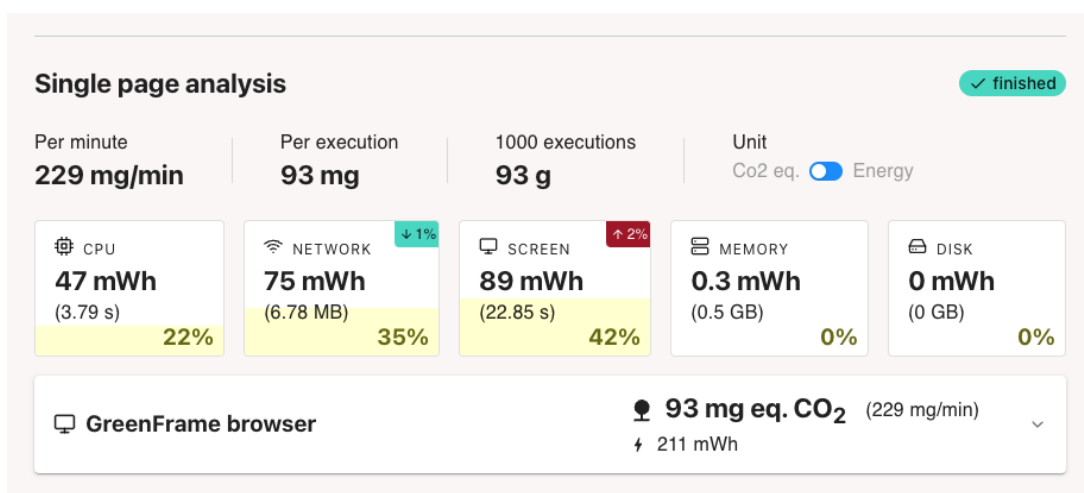 Single page analysis
finished
Per minute
229 mg/min
Per execution
93 mg
1000 executions
93 g
Unit
Co2 eq.
Energy
CPU
47 mWh
(3.79 s)
22%
NETWORK
1%
75 mWh
(6.78 MB)
35%
SCREEN
2%
89 mWh
(22.85 s)
42%
MEMORY
0.3 mWh
(0.5 GB)
0%
DISK
0 mWh
(0 GB)
0%
GreenFrame browser
93 mg eq. CO2 (229 mg/min)
211 mWh